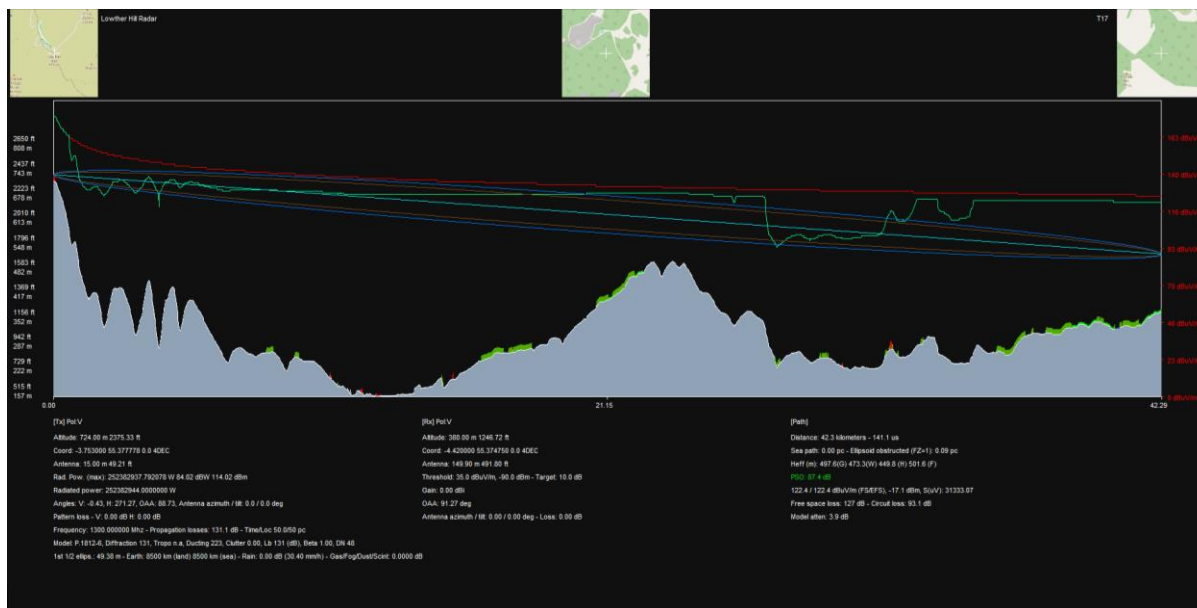 Lowther Hill Radar
T17
2650 ft
808 m
2437 ft
743 m
2223 ft
678 m
2010 ft
613 m
1796 ft
548 m
1583 ft
482 m
1369 ft
417 m
1156 ft
352 m
942 ft
287 m
729 ft
222 m
515 ft
157 m
163 dBuV/m
140 dBuV/m
115 dBuV/m
70 dBuV/m
0 dBuV/m
0.00
21.15
42.29
[Tx] Pol:V
Altitude: 724.00 m 2375.33 ft
Coord: -3.753000 55.377778 0.0 4DEC
Antenna: 15.00 m 49.21 ft
Rad. Pow. (max): 252382937.792078 W 84.02 dBW 114.02 dBm
Radiated power: 252382944.0000000 W
Angles: V: -0.43, H: 271.27, OAA: 88.73, Antenna azimuth / tilt: 0.0 / 0.0 deg
Pattern loss - V: 0.00 dB H: 0.00 dB
Frequency: 1300.000000 Mhz - Propagation losses: 131.1 dB - Time/Loc 50.0/50 pc
Model: P.1812-6, Diffraction 131, Tropo n.a, Ducting 223, Clutter 0.00, Lb 131 (dB), Beta 1.00, DN 48
1st 1/2 ellips.: 49.38 m - Earth: 8500 km (land) 8500 km (sea) - Rain: 0.00 dB (30.40 mm/h) - Gas/Fog/Dust/Scint: 0.0000 dB
[Rx] Pol:V
Altitude: 380.00 m 1246.72 ft
Coord: -4.420000 55.374750 0.0 4DEC
Antenna: 149.90 m 491.80 ft
Threshold: 35.0 dBuV/m, -90.0 dBm - Target: 10.0 dB
Gain: 0.00 dBi
OAA: 91.27 deg
Antenna azimuth / tilt: 0.00 / 0.00 deg - Loss: 0.00 dB
[Path]
Distance: 42.3 kilometers - 141.1 us
Sea path: 0.00 pc - Ellipsoid obstructed (FZ=1): 0.09 pc
Heff (m): 497.6(G) 473.3(W) 449.8 (H) 501.6 (F)
PSD: 87.4 dB
122.4 / 122.4 dBuV/m (FS/EFS), -17.1 dBm, S(uV): 31333.07
Free space loss: 127 dB - Circuit loss: 93.1 dB
Model atten: 3.9 dB